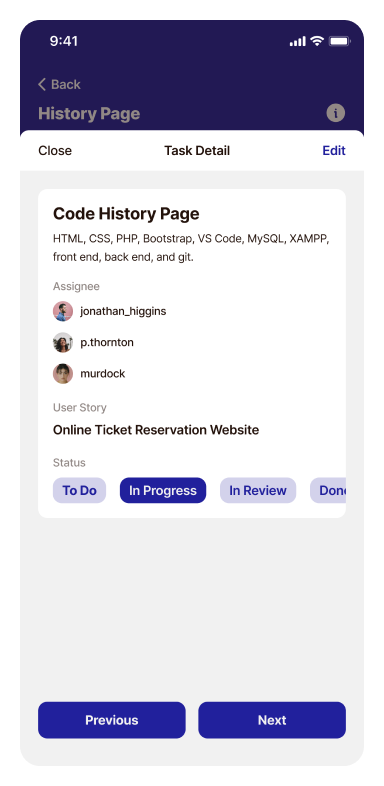 9:41
Back
History Page
i
Close Task Detail Edit
Code History Page
HTML, CSS, PHP, Bootstrap, VS Code, MySQL, XAMPP,
front end, back end, and git.
Assignee
jonathan_higgins
p.thornton
murdock
User Story
Online Ticket Reservation Website
Status
To Do In Progress In Review Done
Previous Next